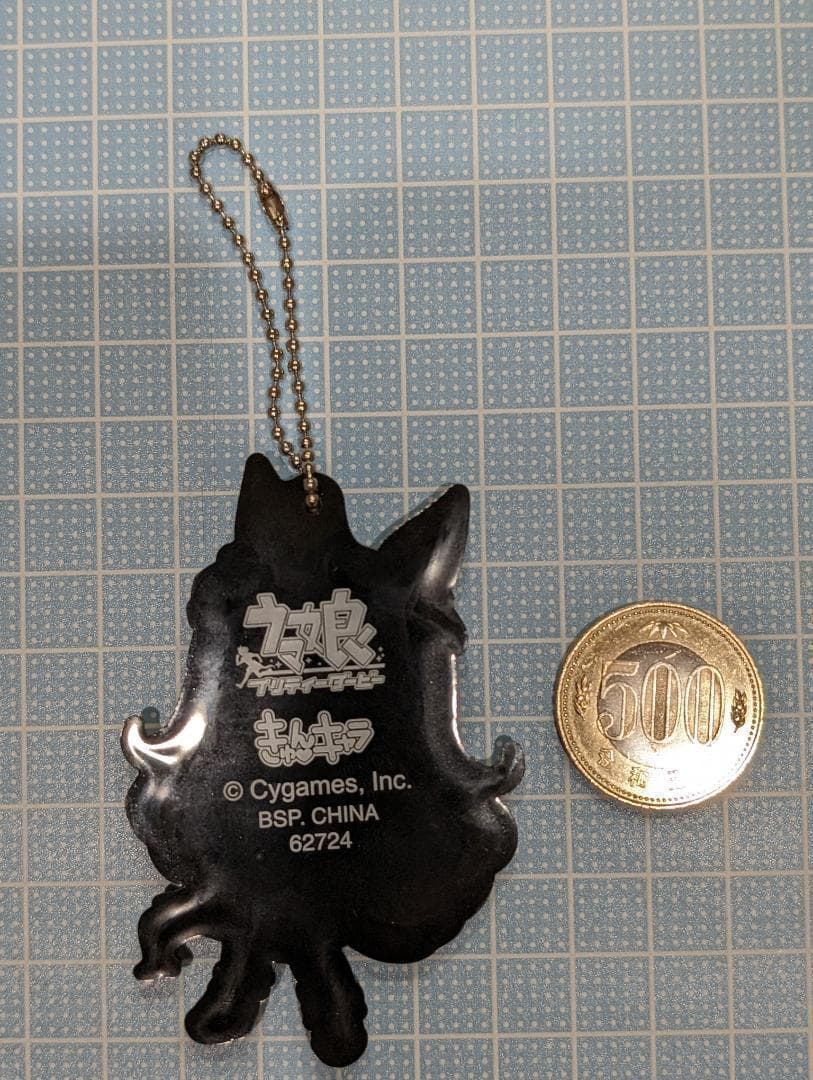 ウマ娘
プリティーダービー
きゅんキャラ
© Cygames, Inc.
BSP. CHINA
62724
500